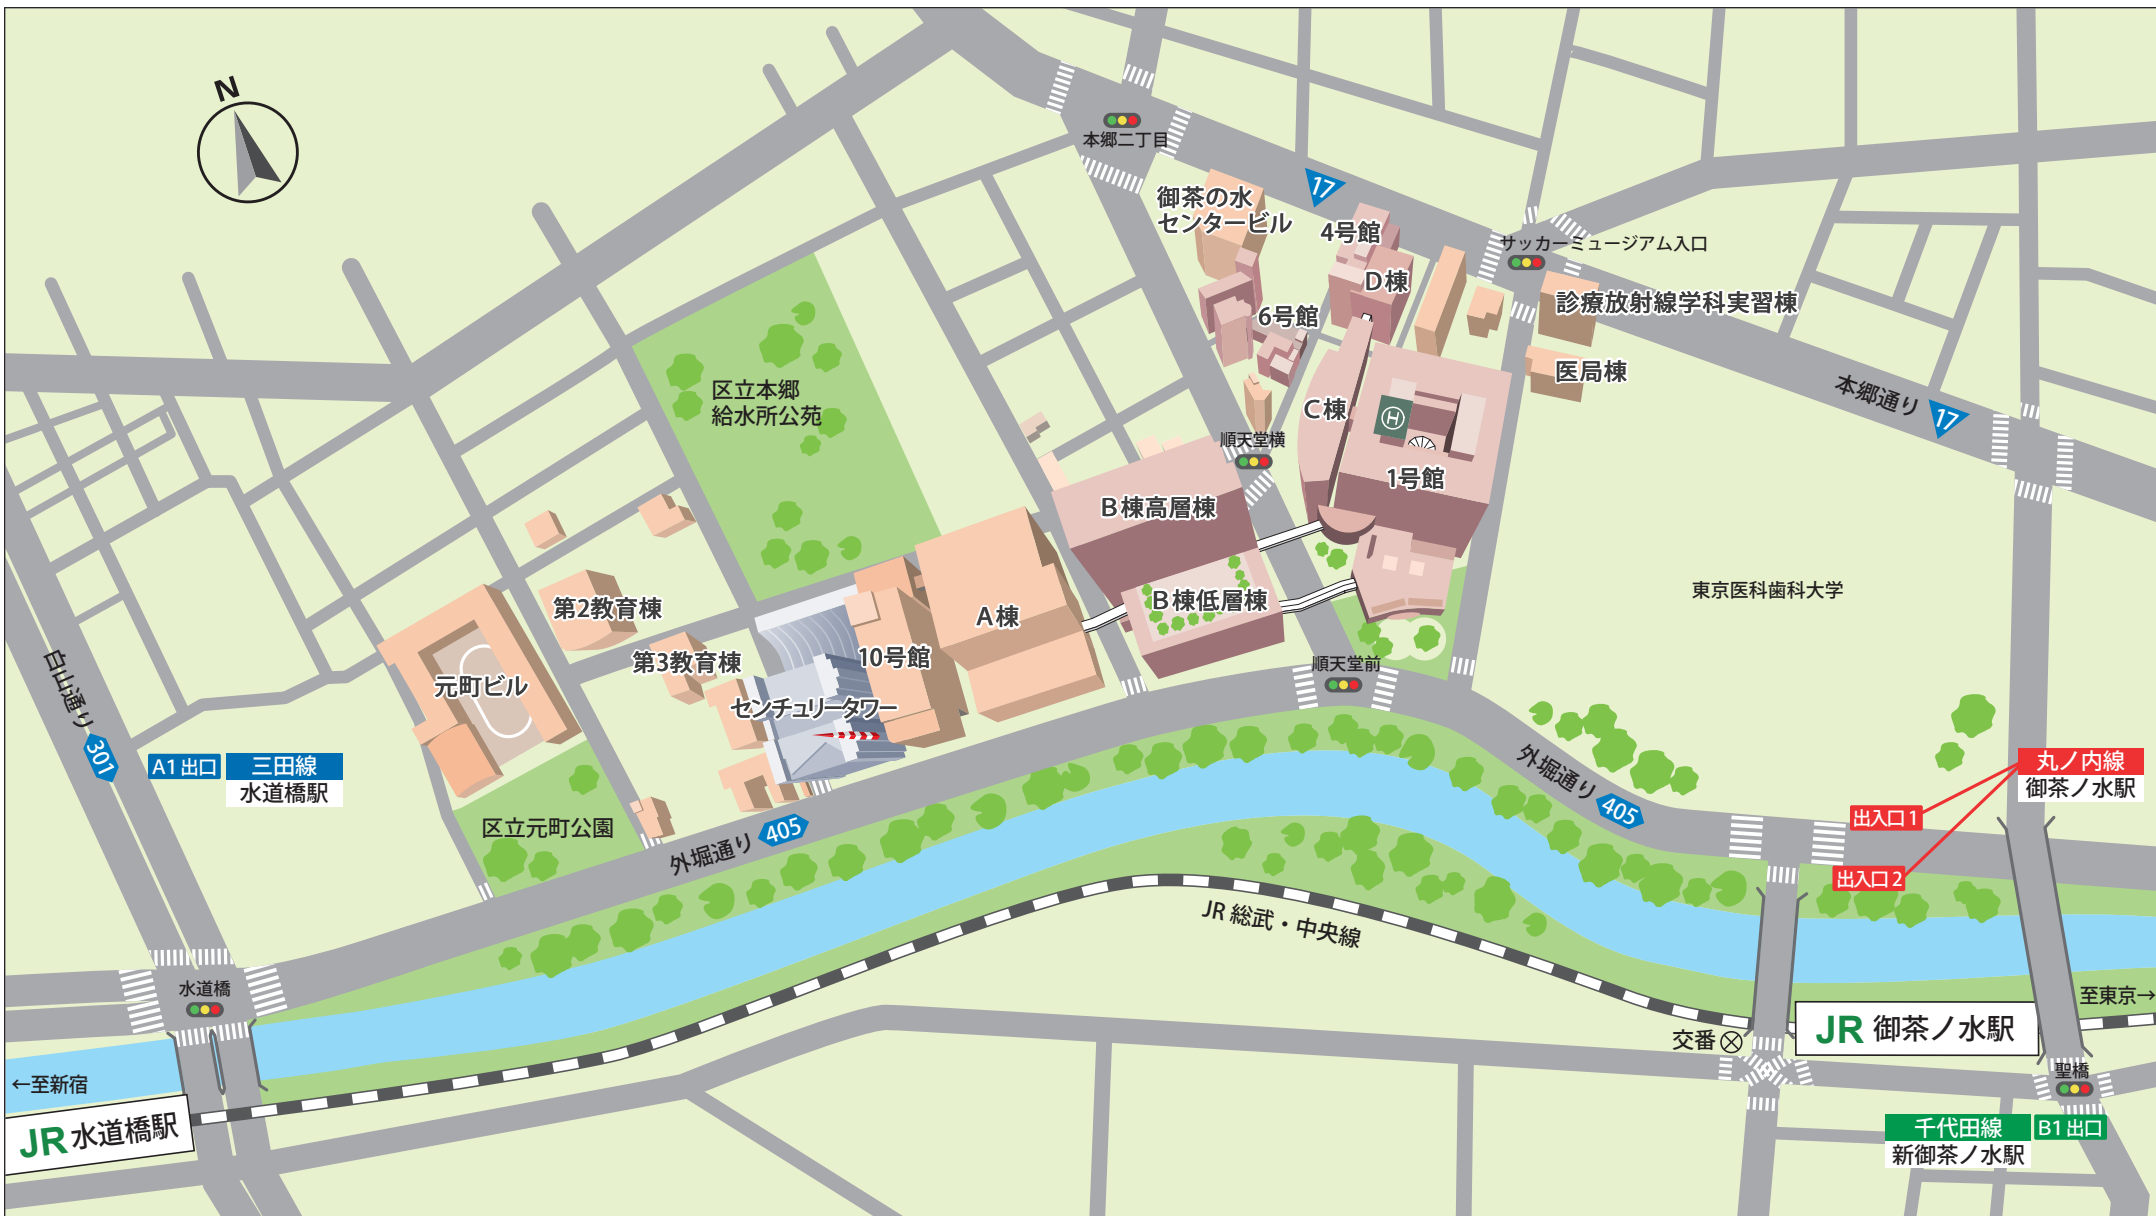 N
本郷二丁目
17
御茶の水
センタービル
4号館
サッカーミュージアム入口
D棟
診療放射線学科実習棟
6号館
医局棟
区立本郷
給水所公苑
C棟
H
本郷通り
17
順天堂横
1号館
B棟高層棟
東京医科歯科大学
B棟低層棟
A棟
第2教育棟
第3教育棟
10号館
元町ビル
センチュリータワー
順天堂前
白山通り
301
A1 出口
三田線
水道橋駅
外堀通り
405
丸ノ内線
御茶ノ水駅
出入口 1
出入口 2
区立元町公園
外堀通り
405
JR 総武・中央線
水道橋
至東京→
JR 御茶ノ水駅
交番
聖橋
←至新宿
JR 水道橋駅
千代田線
新御茶ノ水駅
B1 出口